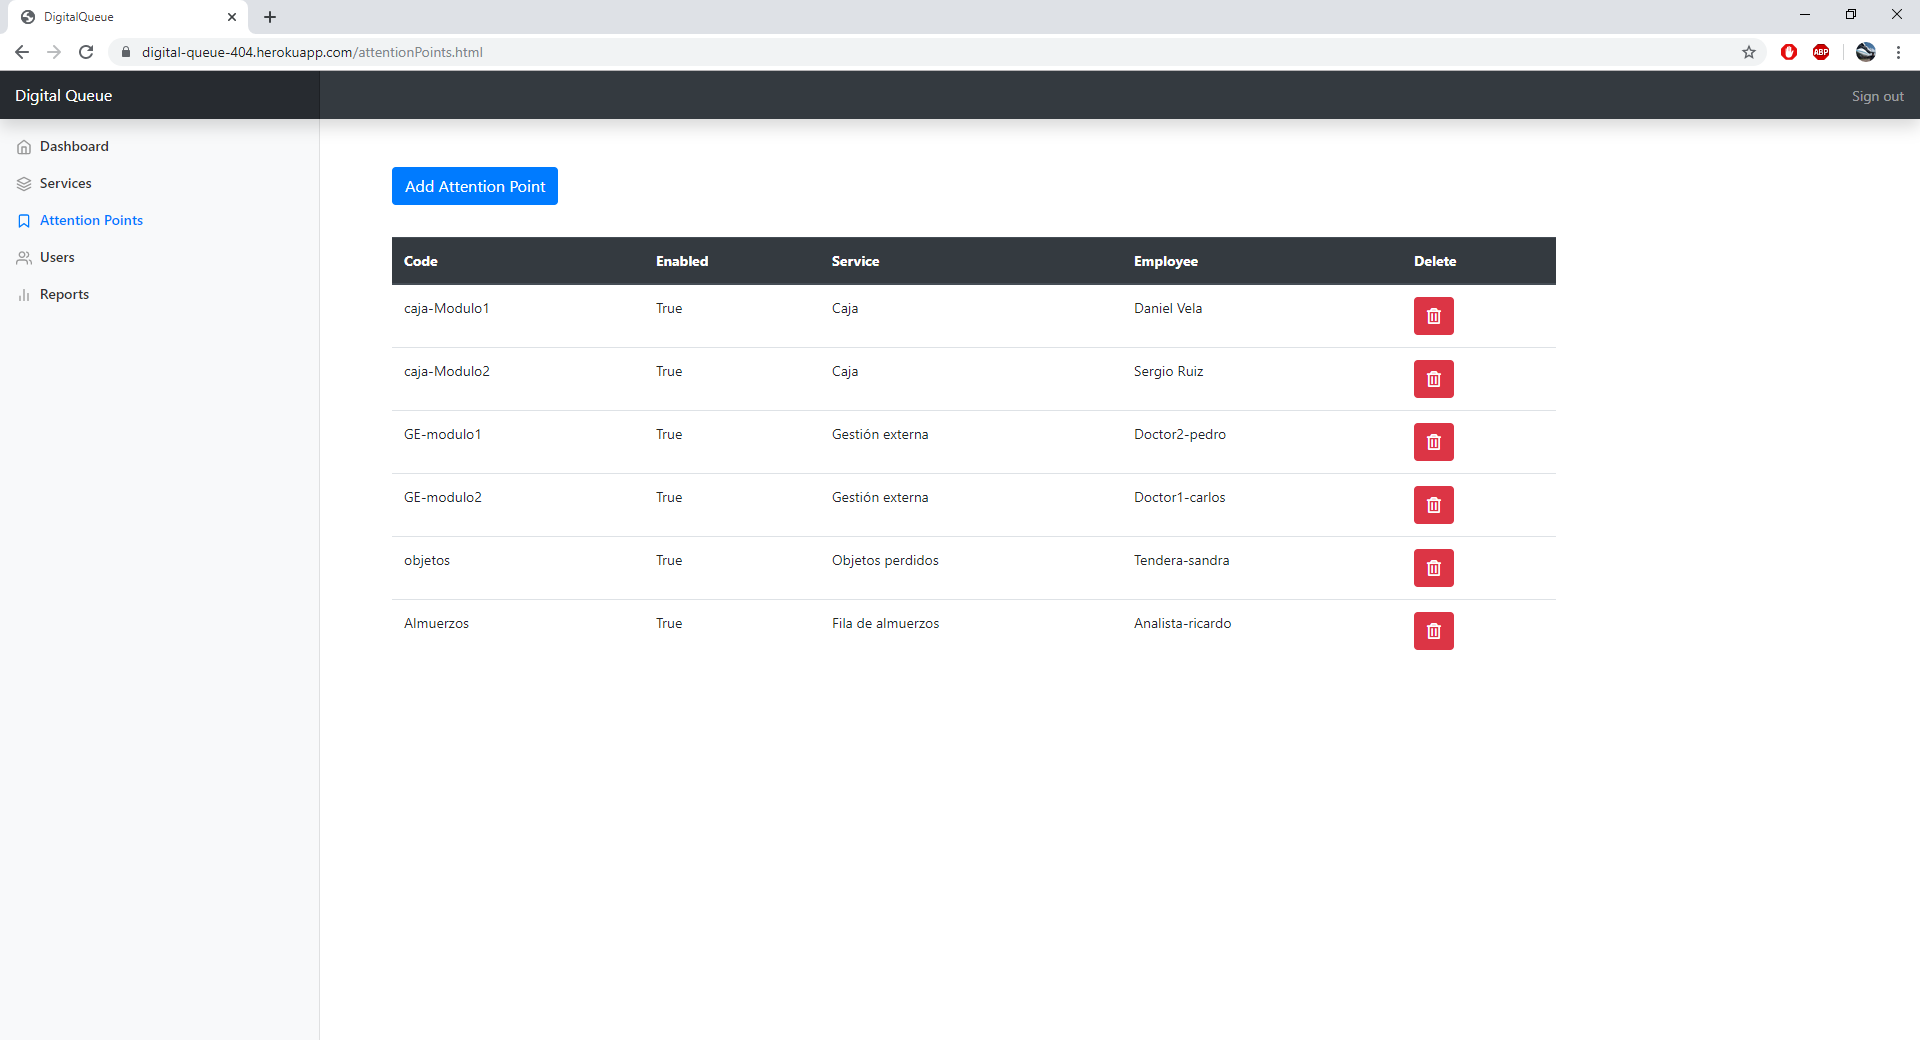 DigitalQueue
digital-queue-404.herokuapp.com/attentionPoints.html
ABP
Digital Queue
Sign out
Dashboard
Services
Attention Points
Users
Reports
Add Attention Point
Code Enabled Service Employee Delete
caja-Modulo1 True Caja Daniel Vela
caja-Modulo2 True Caja Sergio Ruiz
GE-modulo1 True Gestión externa Doctor2-pedro
GE-modulo2 True Gestión externa Doctor1-carlos
objetos True Objetos perdidos Tendera-sandra
Almuerzos True Fila de almuerzos Analista-ricardo